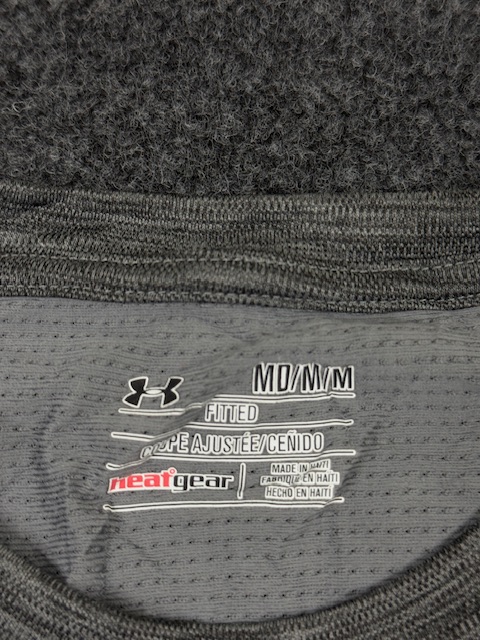 MD/M/M
FITTED
COUPE AJUSTÉE/CEÑIDO
heatgear
MADE IN HAITI
FABRIQUÉ EN HAITI
HECHO EN HAITI